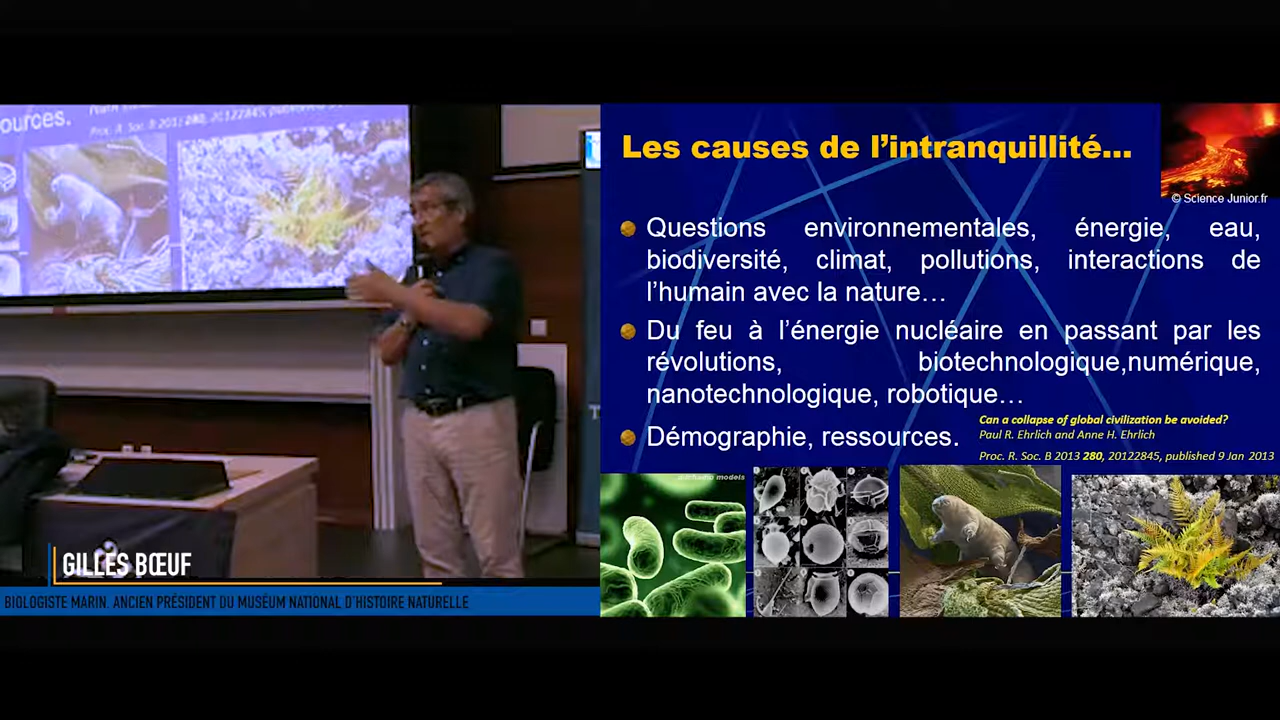 ources.
Proc. R. Soc. B 2013 280, 20122845,
GILLES BŒUF
BIOLOGISTE MARIN. ANCIEN PRÉSIDENT DU MUSÉUM NATIONAL D'HISTOIRE NATURELLE
Les causes de l'intranquillité...
© Science Junior.fr
Questions environnementales, énergie, eau,
biodiversité, climat, pollutions, interactions de
l'humain avec la nature…
Du feu à l'énergie nucléaire en passant par les
révolutions, biotechnologique,numérique,
nanotechnologique, robotique…
Démographie, ressources.
Can a collapse of global civilization be avoided?
Paul R. Ehrlich and Anne H. Ehrlich
Proc. R. Soc. B 2013 280, 20122845, published 9 Jan 2013